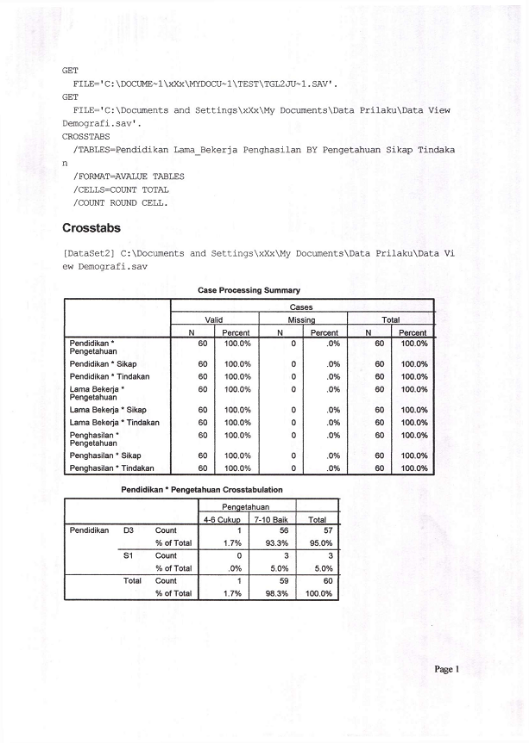 GET
FILE='C:\DOCUME~1\xXx\MYDOCU~1\TEST\TGL2JU~1.SAV'.
GET
FILE='C:\Documents and Settings\xXx\My Documents\Data Prilaku\Data View
Demografi.sav'.
CROSSTABS
/TABLES=Pendidikan Lama_Bekerja Penghasilan BY Pengetahuan Sikap Tindaka
n
/FORMAT=AVALUE TABLES
/CELLS=COUNT TOTAL
/COUNT ROUND CELL.
Crosstabs
[DataSet2] C:\Documents and Settings\xXx\My Documents\Data Prilaku\Data Vi
ew Demografi.sav
Case Processing Summary
Cases
Valid Missing Total
N Percent N Percent N Percent
Pendidikan * 60 100.0% 0 .0% 60 100.0%
Pengetahuan
Pendidikan * Sikap 60 100.0% 0 .0% 60 100.0%
Pendidikan * Tindakan 60 100.0% 0 .0% 60 100.0%
Lama Bekerja * 60 100.0% 0 .0% 60 100.0%
Pengetahuan
Lama Bekerja * Sikap 60 100.0% 0 .0% 60 100.0%
Lama Bekerja * Tindakan 60 100.0% 0 .0% 60 100.0%
Penghasilan * 60 100.0% 0 .0% 60 100.0%
Pengetahuan
Penghasilan * Sikap 60 100.0% 0 .0% 60 100.0%
Penghasilan * Tindakan 60 100.0% 0 .0% 60 100.0%
Pendidikan * Pengetahuan Crosstabulation
Pengetahuan
4-6 Cukup 7-10 Baik Total
Pendidikan D3 Count 1 56 57
% of Total 1.7% 93.3% 95.0%
S1 Count 0 3 3
% of Total .0% 5.0% 5.0%
Total Count 1 59 60
% of Total 1.7% 98.3% 100.0%
Page 1